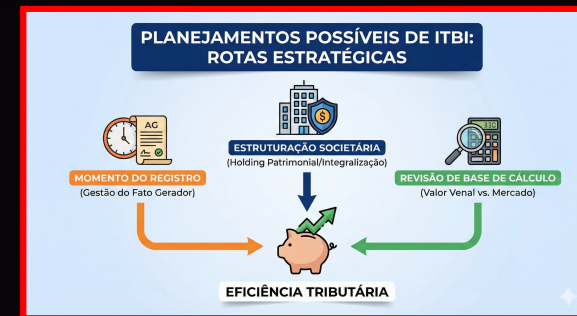 PLANEJAMENTOS POSSÍVEIS DE ITBI:
ROTAS ESTRATÉGICAS
AG
MOMENTO DO REGISTRO
(Gestão do Fato Gerador)
$
ESTRUTURAÇÃO SOCIETÁRIA
(Holding Patrimonial/Integralização)
REVISÃO DE BASE DE CÁLCULO
(Valor Venal vs. Mercado)
EFICIÊNCIA TRIBUTÁRIA